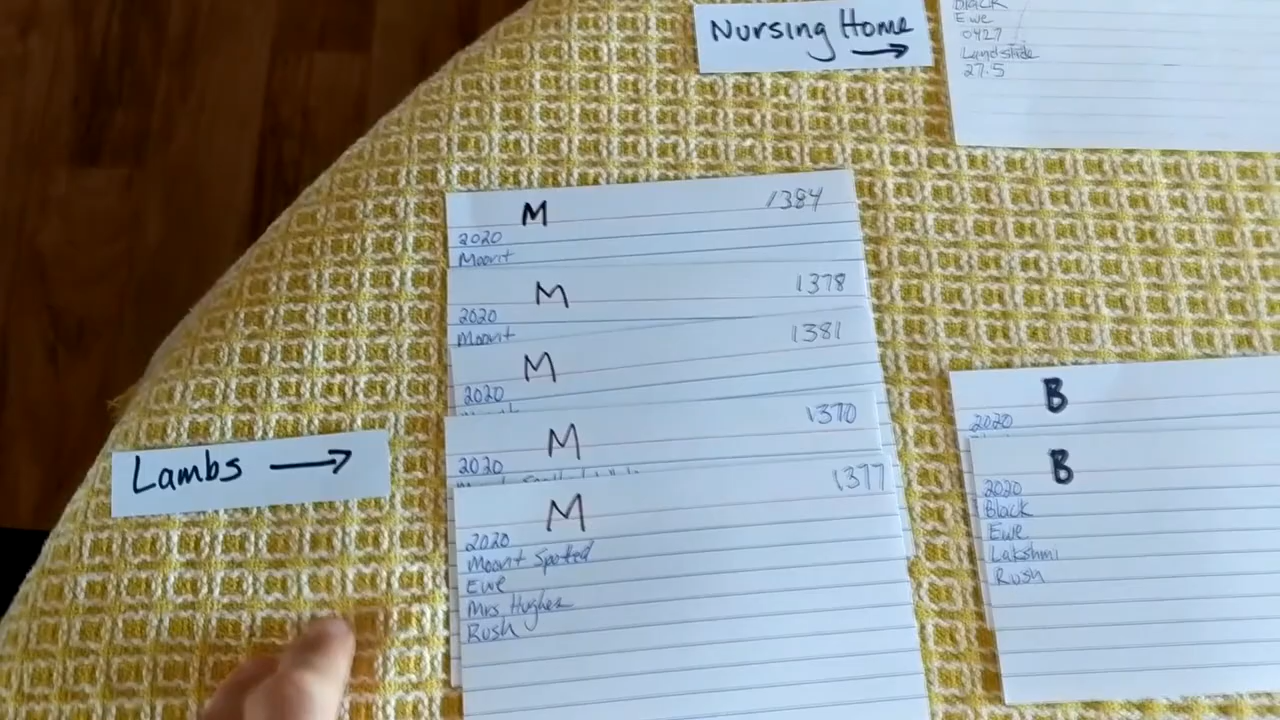 Nursing Home
Black
Ewe
0427
Landslide
27.5
M 1384
2020
Moorit
M 1378
2020
Moorit
M 1381
2020
M 1370
2020
M 1377
2020
Moorit Spotted
Ewe
Mrs Hughes
Rush
Lambs
B
2020
B
2020
Black
Ewe
Lakshmi
Rush